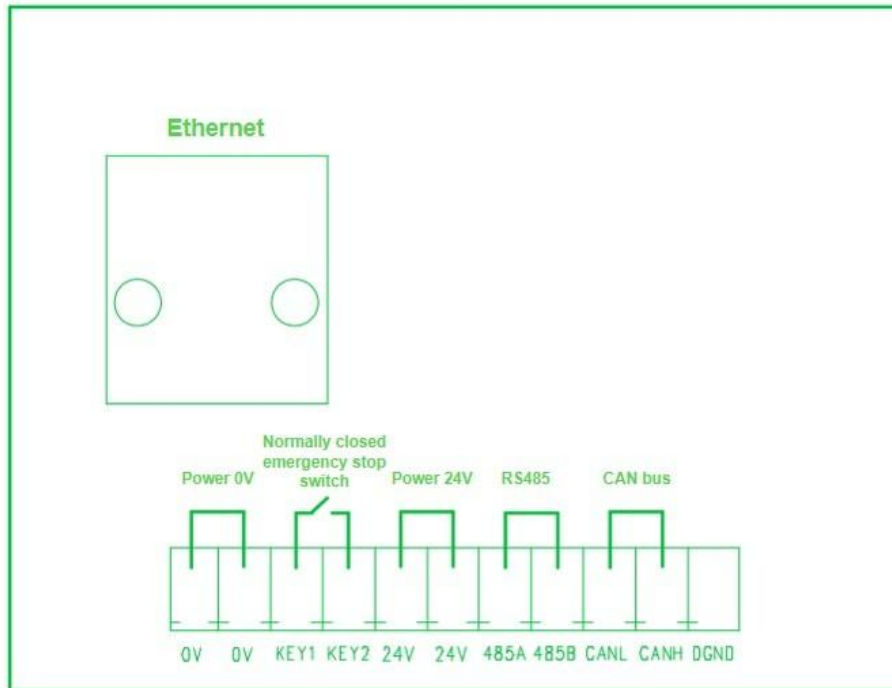 Ethernet
Normally closed
emergency stop
switch
Power 0V
Power 24V
RS485
CAN bus
0V 0V KEY1 KEY2 24V 24V 485A 485B CANL CANH DGND